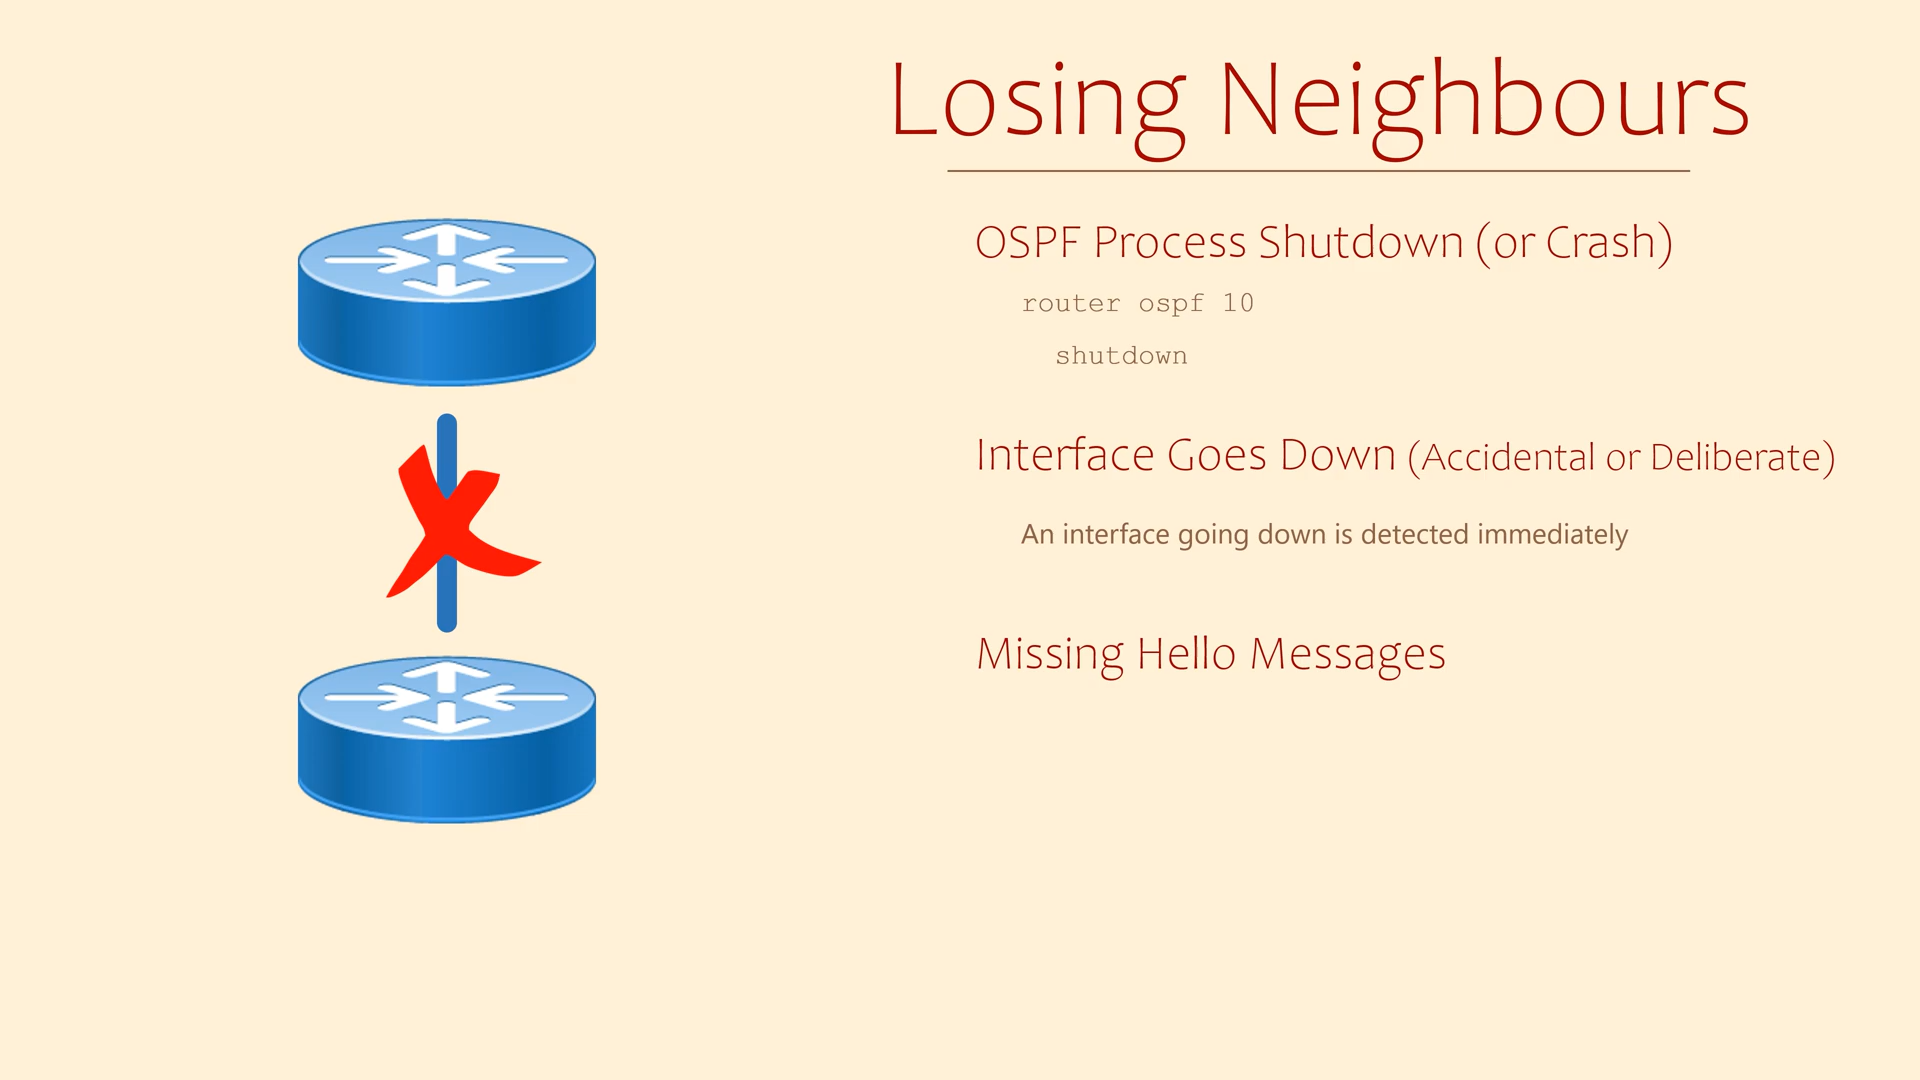 Losing Neighbours
OSPF Process Shutdown (or Crash)
router ospf 10
shutdown
Interface Goes Down (Accidental or Deliberate)
An interface going down is detected immediately
Missing Hello Messages